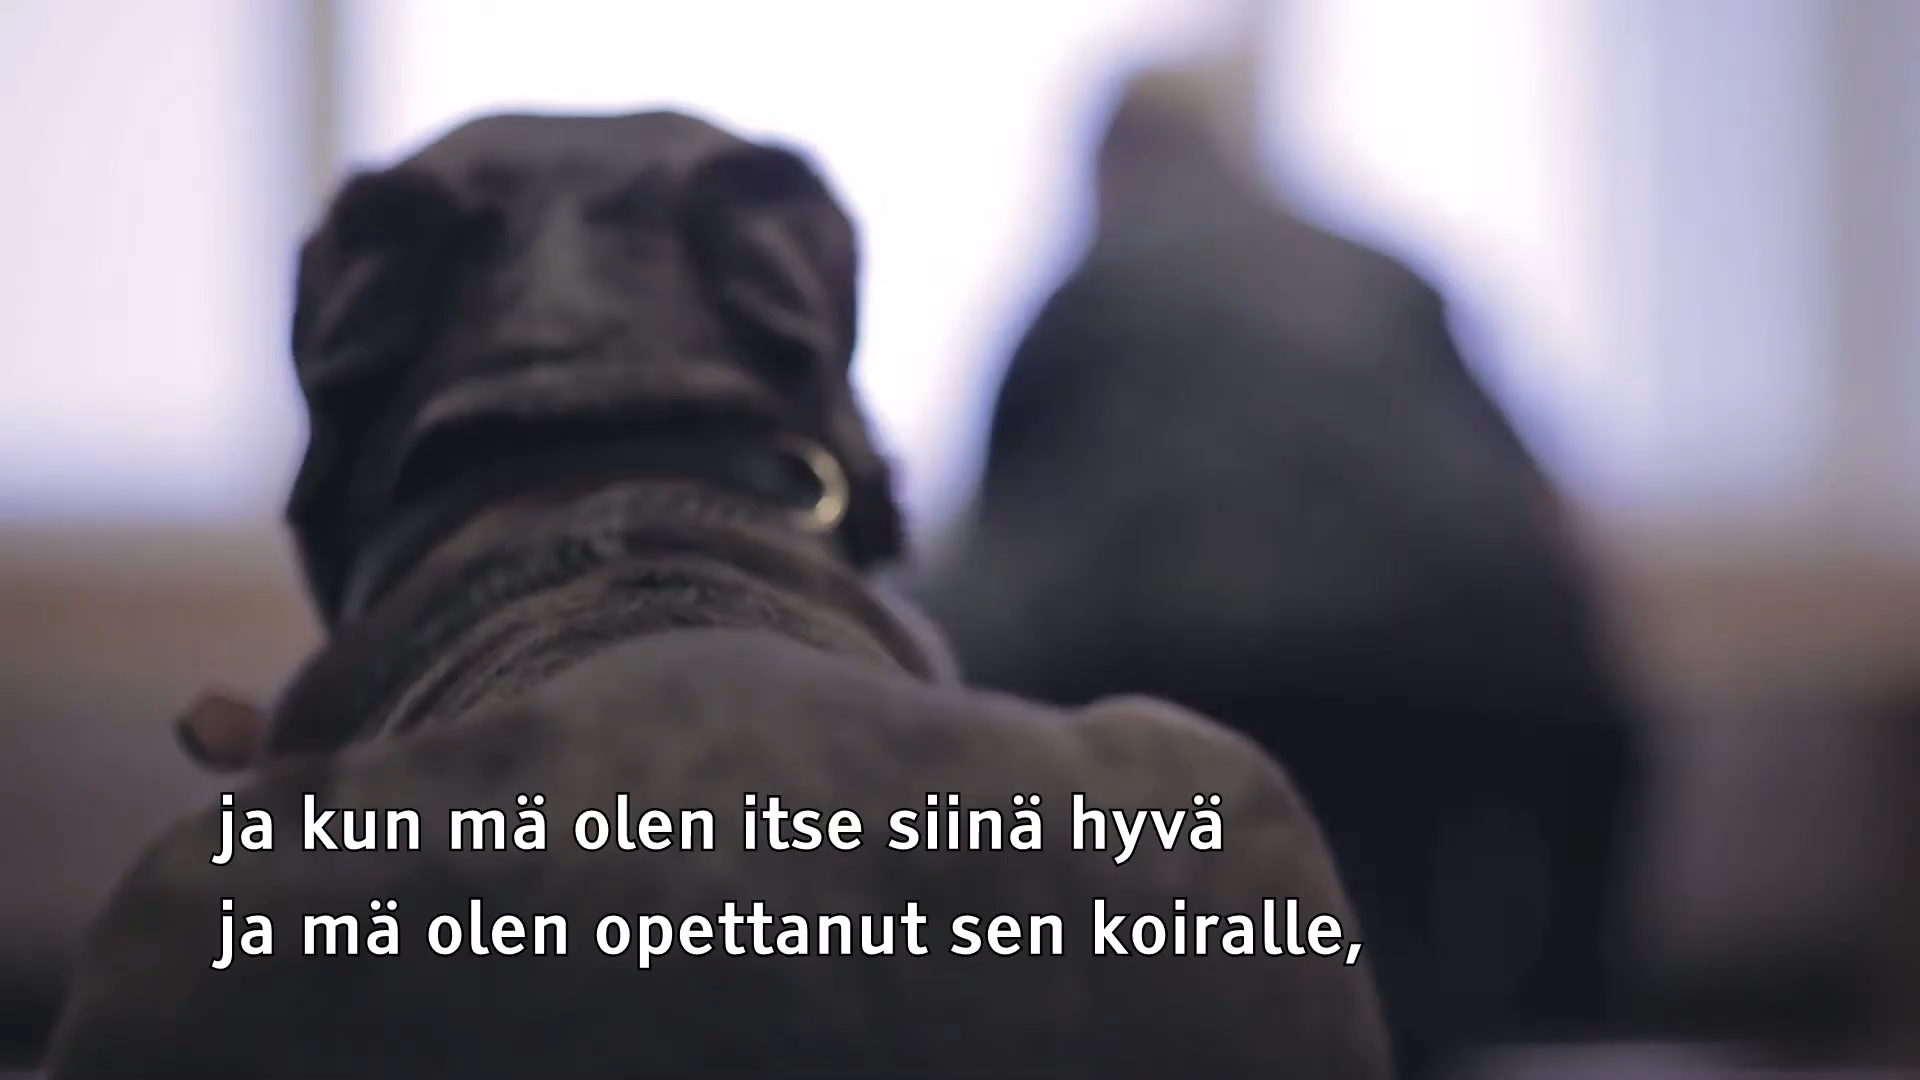 ja kun mä olen itse siinä hyvä
ja mä olen opettanut sen koiralle,